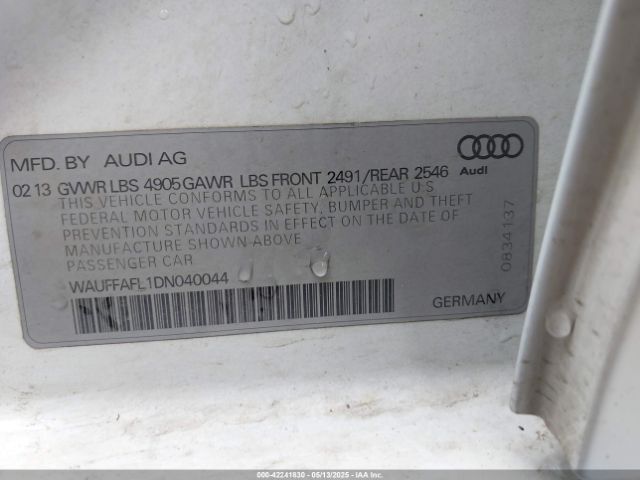 MFD. BY AUDI AG
Audi
02 13 GVWR LBS 4905 GAWR LBS FRONT 2491/REAR 2546
THIS VEHICLE CONFORMS TO ALL APPLICABLE U.S.
FEDERAL MOTOR VEHICLE SAFETY, BUMPER AND THEFT
PREVENTION STANDARDS IN EFFECT ON THE DATE OF
MANUFACTURE SHOWN ABOVE
PASSENGER CAR
0834137
WAUFFAFL1DN040044
GERMANY
000-42241830 - 05/13/2025 - IAAI.COM